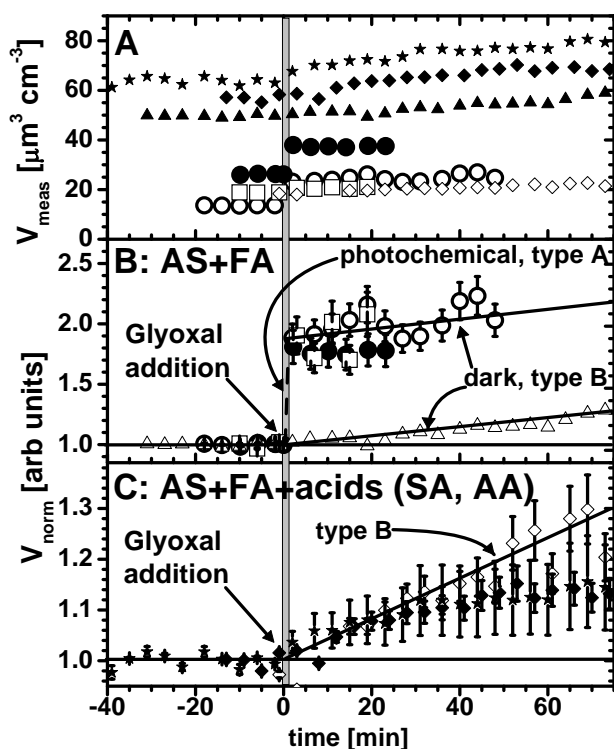 A
80
60
40
20
0
V_meas [μm³ cm⁻³]
B: AS+FA
photochemical, type A
2.5
2.0
1.5
1.0
Glyoxal
addition
dark, type B
V_norm [arb units]
C: AS+FA+acids (SA, AA)
1.3
1.2
1.1
1.0
type B
Glyoxal
addition
-40 -20 0 20 40 60
time [min]